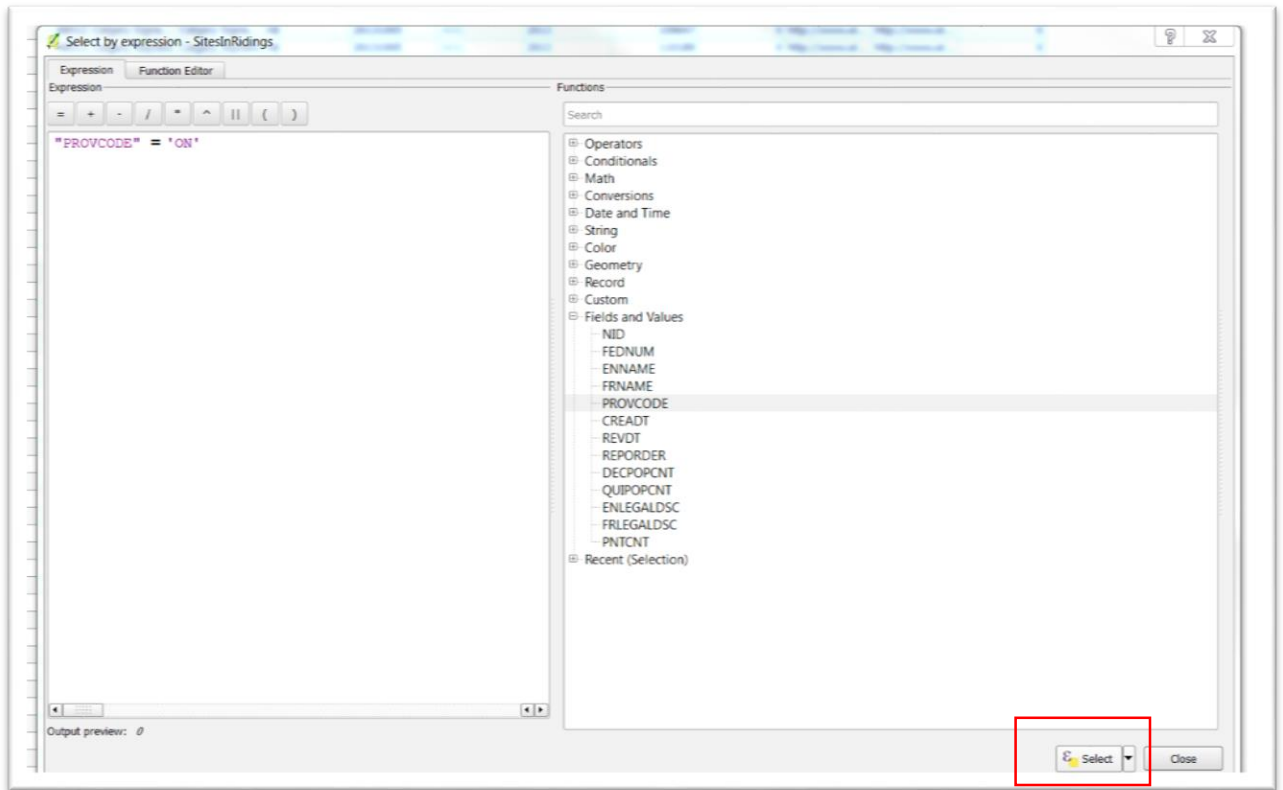 Select by expression - SitesInRidings
Expression Function Editor
Expression
= + - / * ^ || ( )
"PROVCODE" = 'ON'
Output preview: 0
Functions
Search
Operators
Conditionals
Math
Conversions
Date and Time
String
Color
Geometry
Record
Custom
Fields and Values
NID
FEDNUM
ENNAME
FRNAME
PROVCODE
CREADT
REVDT
REPORDER
DECPOPCNT
QUIPOPCNT
ENLEGALDSC
FRLEGALDSC
PNTCNT
Recent (Selection)
Select Close